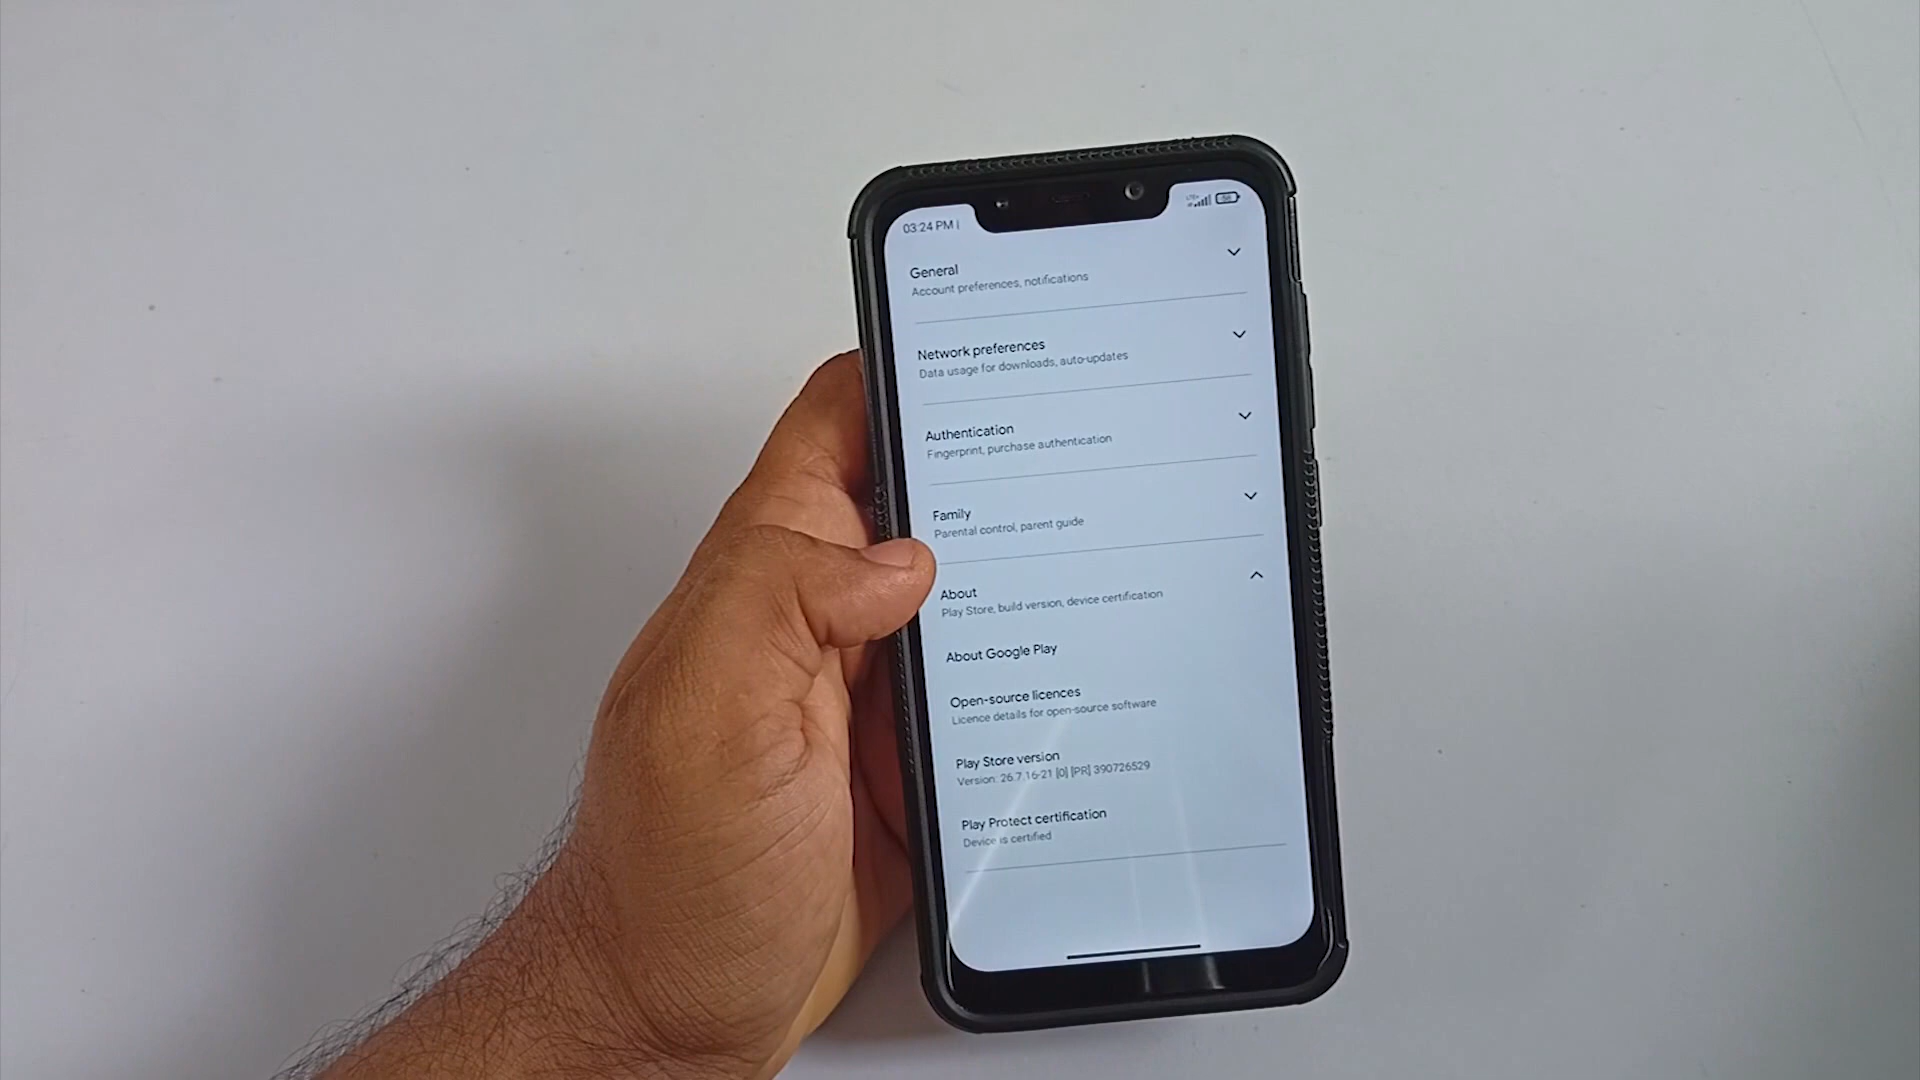 03:24 PM |
General
Account preferences, notifications
Network preferences
Data usage for downloads, auto-updates
Authentication
Fingerprint, purchase authentication
Family
Parental control, parent guide
About
Play Store, build version, device certification
About Google Play
Open-source licences
Licence details for open-source software
Play Store version
Version: 26.7.16-21 [0] [PR] 390726529
Play Protect certification
Device is certified